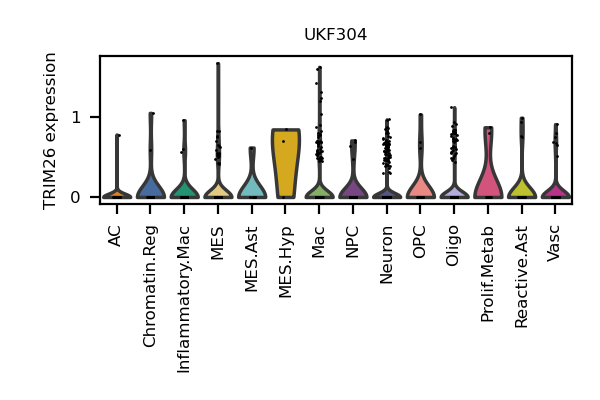 UKF304
TRIM26 expression
1
0
AC
Chromatin.Reg
Inflammatory.Mac
MES
MES.Ast
MES.Hyp
Mac
NPC
Neuron
OPC
Oligo
Prolif.Metab
Reactive.Ast
Vasc